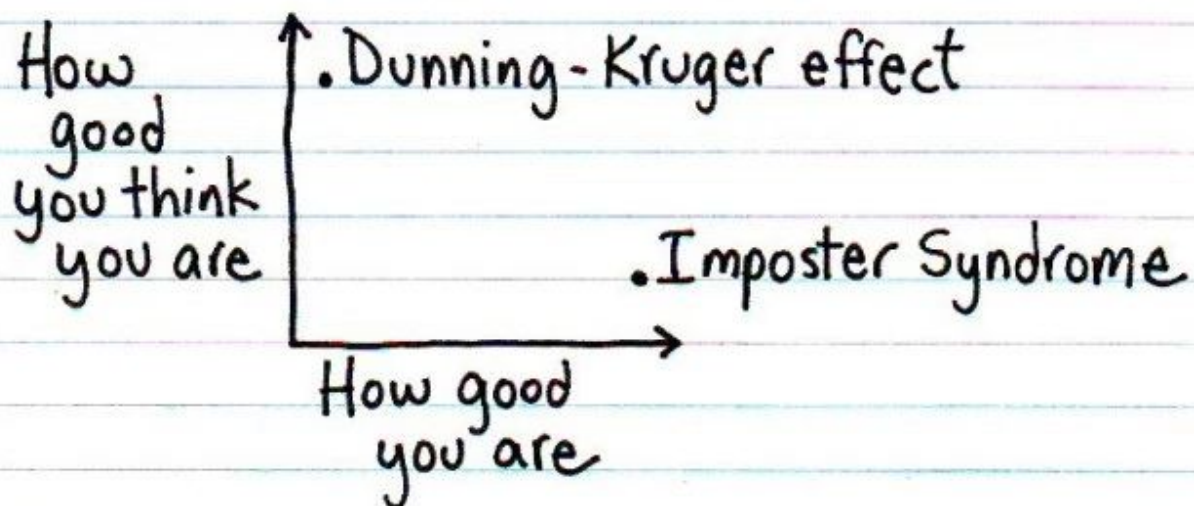 How
good
you think
you are
.Dunning-Kruger effect
.Imposter Syndrome
How good
you are